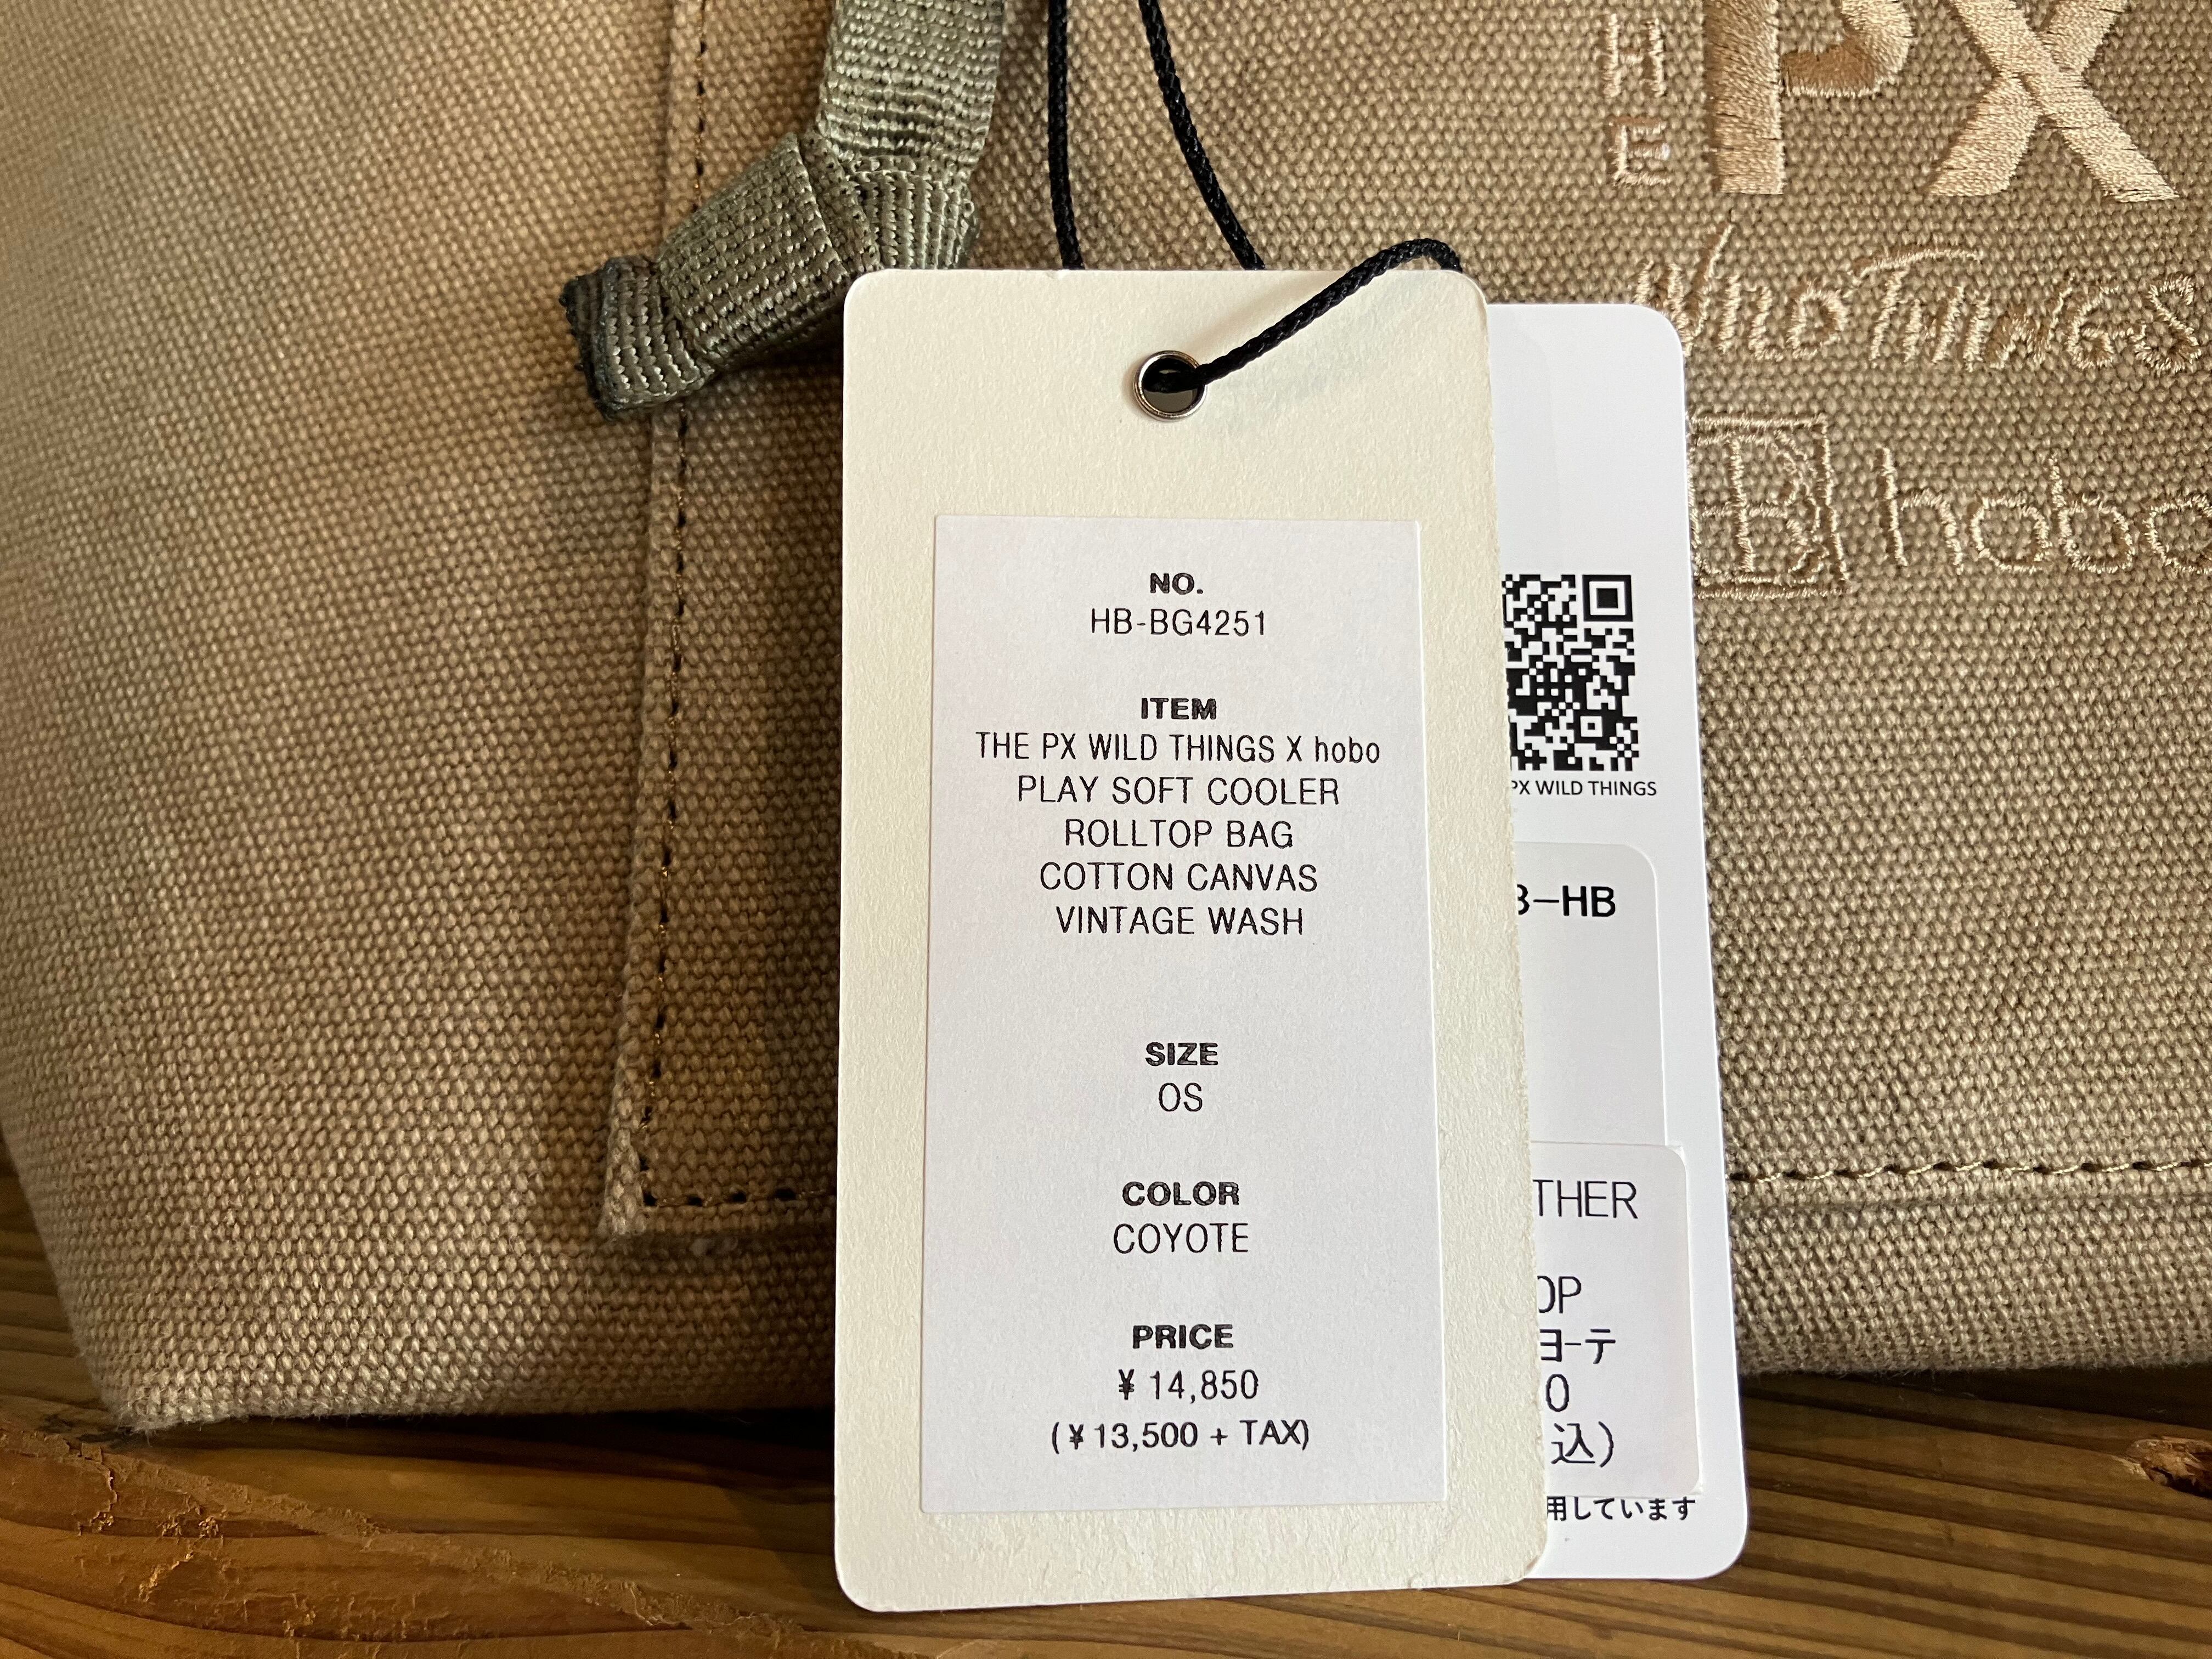 HE
PX
WILD THINGS
hobo
NO.
HB-BG4251
ITEM
THE PX WILD THINGS X hobo
PLAY SOFT COOLER
ROLLTOP BAG
COTTON CANVAS
VINTAGE WASH
SIZE
OS
COLOR
COYOTE
PRICE
¥ 14,850
(¥13,500 + TAX)
PX WILD THINGS
B-HB
THER
OP
ヨーテ
0
込)
用しています